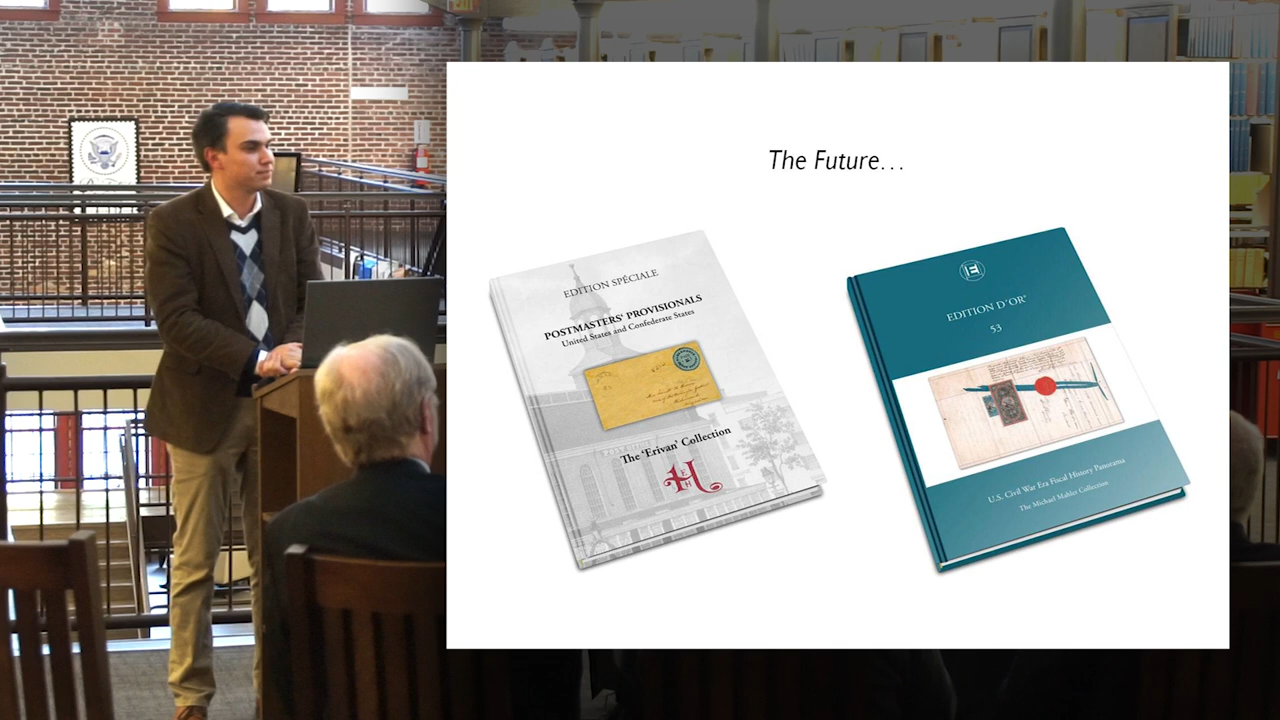 The Future…
EDITION SPÉCIALE
POSTMASTERS' PROVISIONALS
United States and Confederate States
The 'Erivan' Collection
EDITION D'OR
53
U.S. Civil War Era Fiscal History Panorama
The Michael Mahler Collection